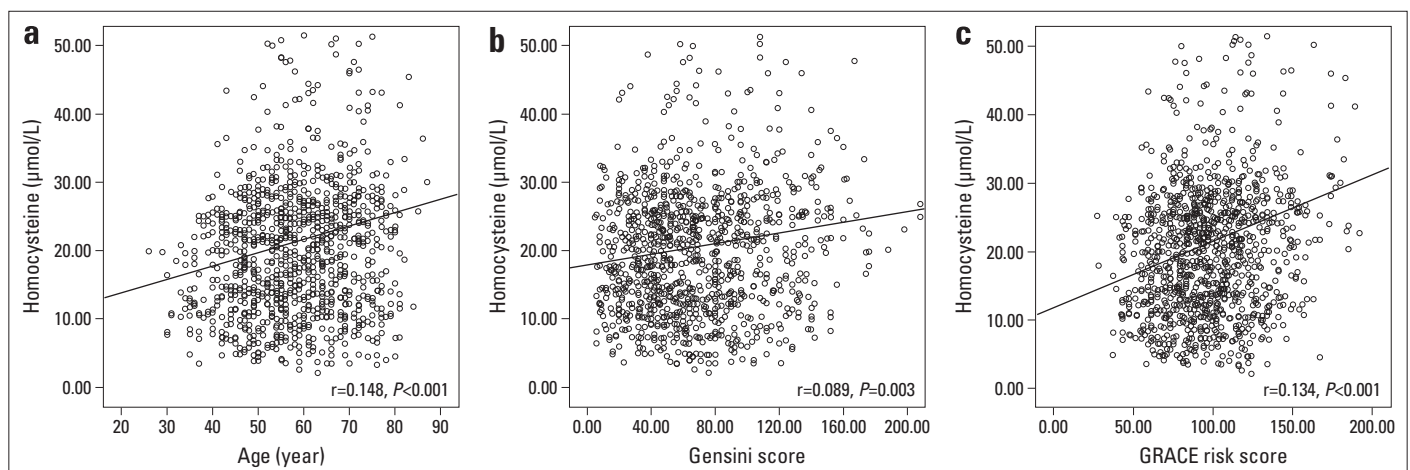 a
Homocysteine (µmol/L)
50.00
40.00
30.00
20.00
10.00
0.00
r=0.148, P<0.001
20 30 40 50 60 70 80 90
Age (year)
b
Homocysteine (µmol/L)
50.00
40.00
30.00
20.00
10.00
0.00
r=0.089, P=0.003
0.00 40.00 80.00 120.00 160.00 200.00
Gensini score
c
Homocysteine (µmol/L)
50.00
40.00
30.00
20.00
10.00
0.00
r=0.134, P<0.001
0.00 50.00 100.00 150.00 200.00
GRACE risk score